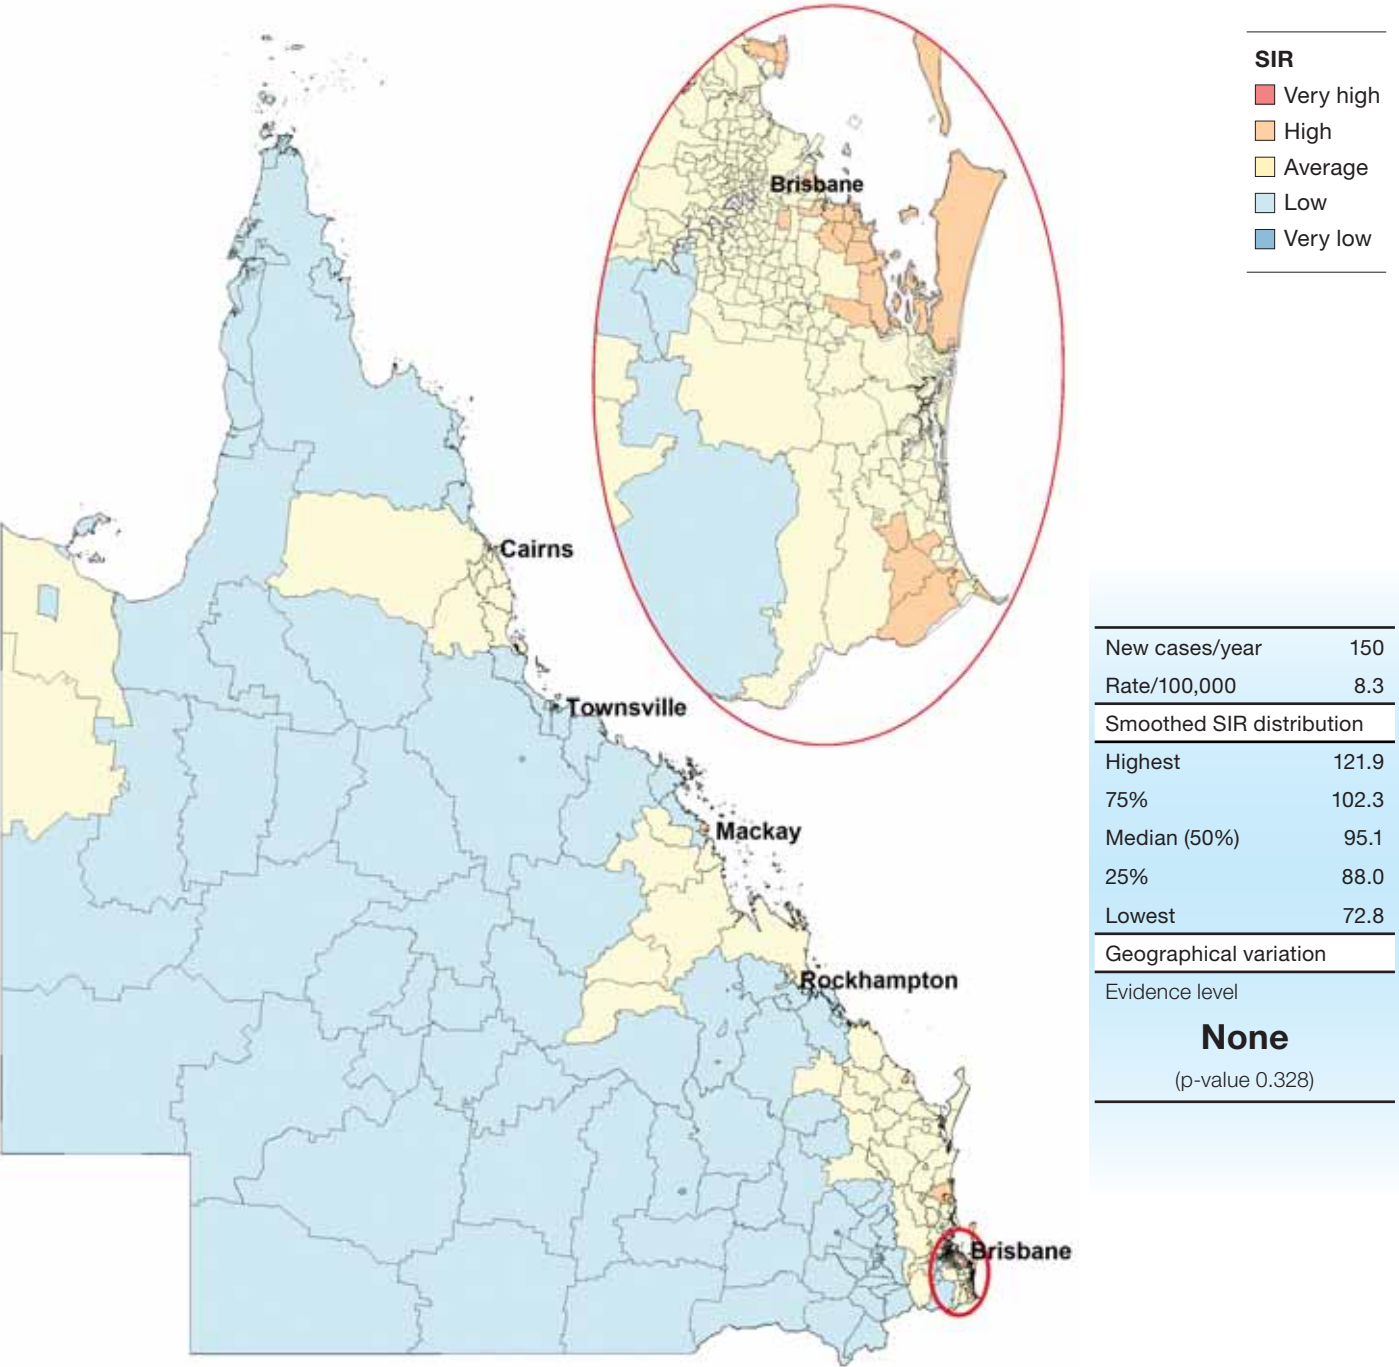 Brisbane
Cairns
Townsville
Mackay
Rockhampton
Brisbane
SIR
Very high
High
Average
Low
Very low
New cases/year 150
Rate/100,000 8.3
Smoothed SIR distribution
Highest 121.9
75% 102.3
Median (50%) 95.1
25% 88.0
Lowest 72.8
Geographical variation
Evidence level
None
(p-value 0.328)